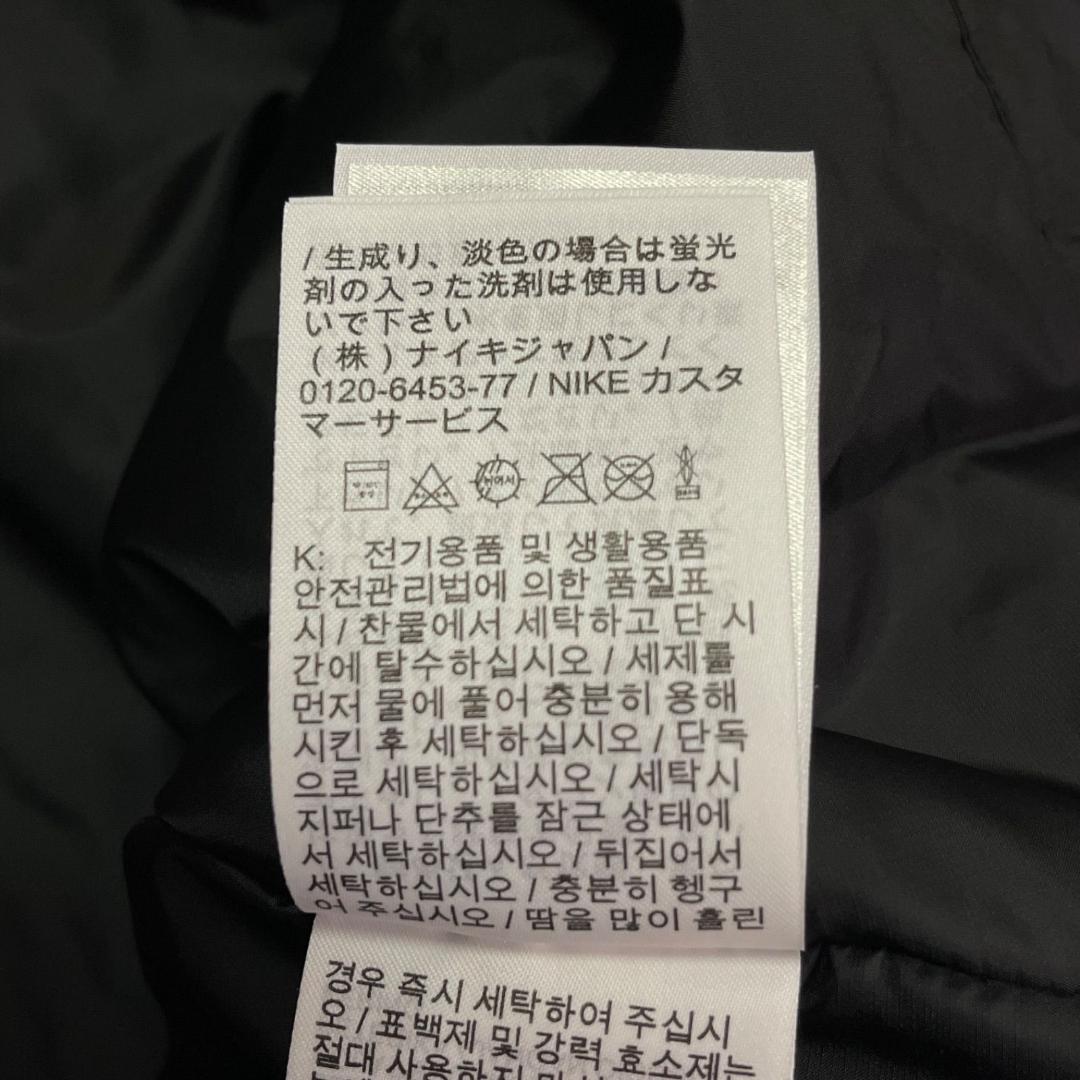 / 生成り、淡色の場合は蛍光
剤の入った洗剤は使用しな
いで下さい
( 株 ) ナイキジャパン /
0120-6453-77 / NIKE カスタ
マーサービス
뉘어서
K: 전기용품 및 생활용품
안전관리법에 의한 품질표
시 / 찬물에서 세탁하고 단 시
간에 탈수하십시오 / 세제를
먼저 물에 풀어 충분히 용해
시킨 후 세탁하십시오 / 단독
으로 세탁하십시오 / 세탁시
지퍼나 단추를 잠근 상태에
서 세탁하십시오 / 뒤집어서
세탁하십시오 / 충분히 헹구
어 주십시오 / 땀을 많이 흘린
경우 즉시 세탁하여 주십시
오 / 표백제 및 강력 효소제는
절대 사용하지